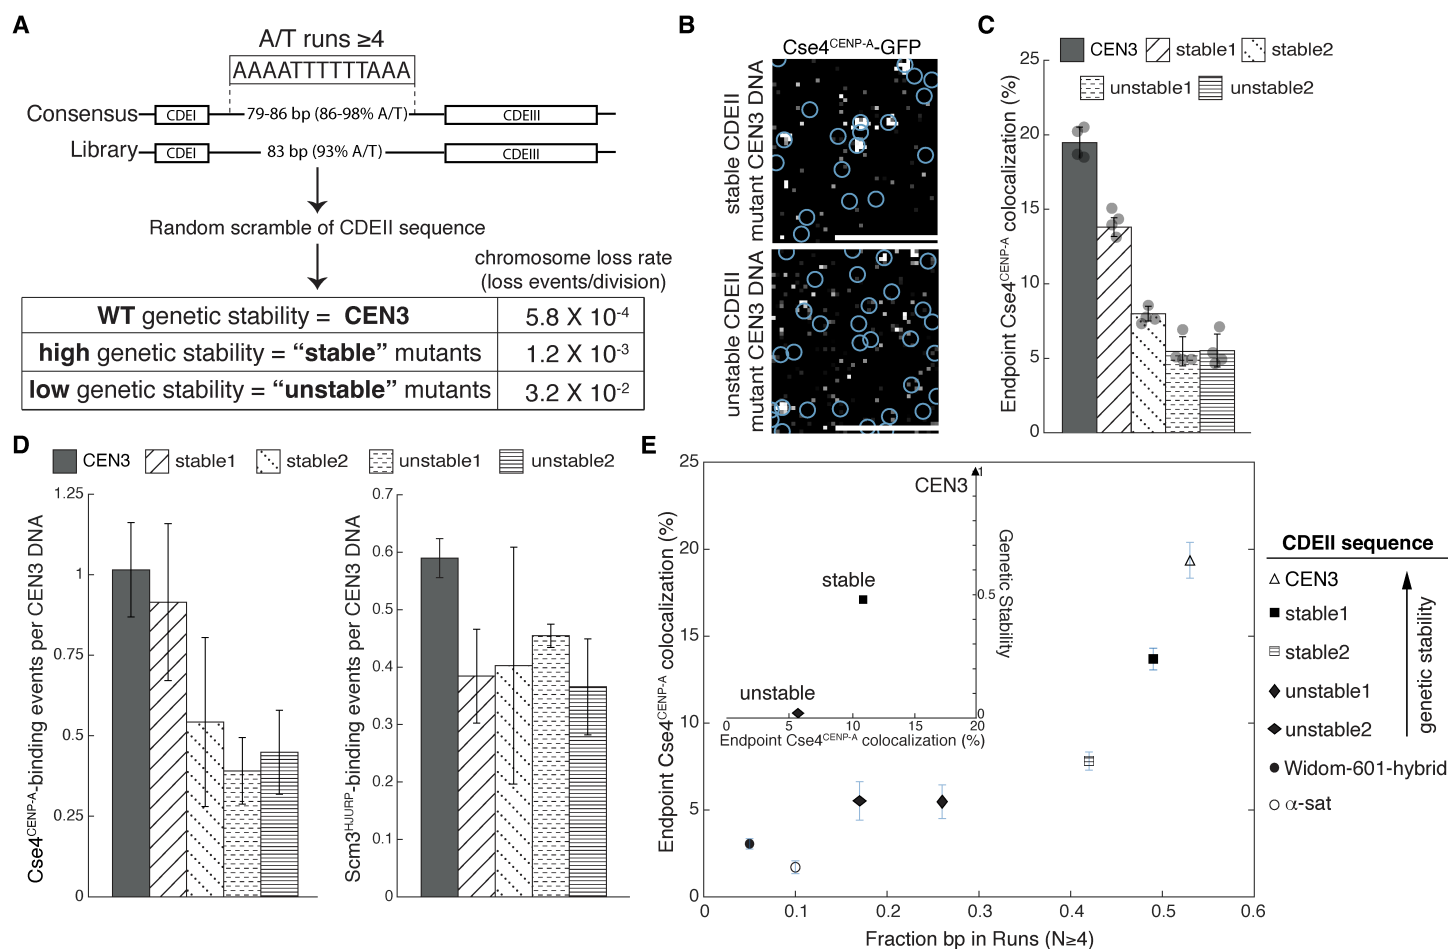 A
A/T runs ≥4
AAAATTTTTTAAA
Consensus
CDEI
79-86 bp (86-98% A/T)
CDEIII
Library
CDEI
83 bp (93% A/T)
CDEIII
Random scramble of CDEII sequence
chromosome loss rate
(loss events/division)
WT genetic stability = CEN3
5.8 X 10-4
high genetic stability = “stable” mutants
1.2 X 10-3
low genetic stability = “unstable” mutants
3.2 X 10-2
B
Cse4CENP-A-GFP
stable CDEII
mutant CEN3 DNA
unstable CDEII
mutant CEN3 DNA
C
CEN3
stable1
stable2
unstable1
unstable2
Endpoint Cse4CENP-A colocalization (%)
25
20
15
10
5
0
D
CEN3
stable1
stable2
unstable1
unstable2
Cse4CENP-A-binding events per CEN3 DNA
1.25
1
0.75
0.5
0.25
0
Scm3HJURP-binding events per CEN3 DNA
0.7
0.6
0.5
0.4
0.3
0.2
0.1
0
E
Endpoint Cse4CENP-A colocalization (%)
25
20
15
10
5
0
0
0.1
0.2
0.3
0.4
0.5
0.6
Fraction bp in Runs (N≥4)
CEN3
stable
unstable
1
0.5
0
Genetic Stability
0
5
10
15
20
Endpoint Cse4CENP-A colocalization (%)
CDEII sequence
CEN3
stable1
stable2
unstable1
unstable2
Widom-601-hybrid
α-sat
genetic stability